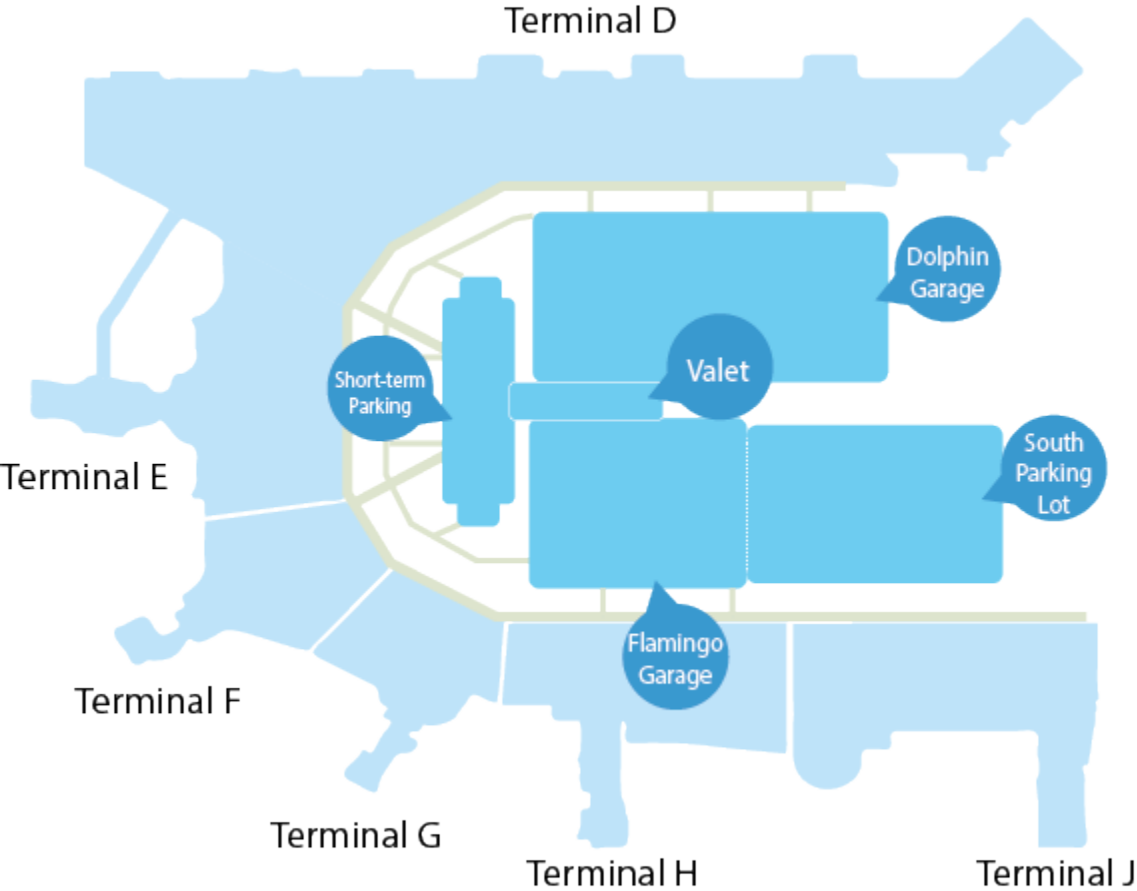 Terminal D
Dolphin
Garage
Valet
Short-term
Parking
South
Parking
Lot
Terminal E
Flamingo
Garage
Terminal F
Terminal G
Terminal H
Terminal J